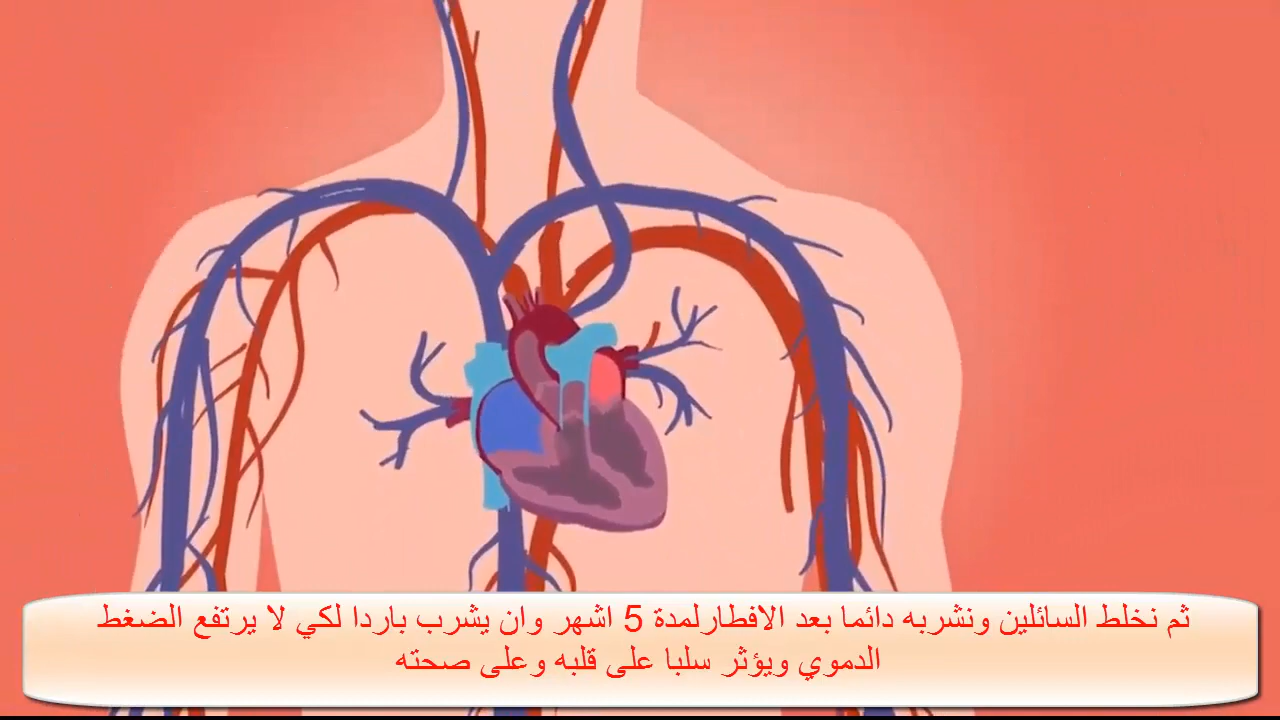 ثم نخلط السائلين ونشربه دائما بعد الافطارلمدة 5 اشهر وان يشرب باردا لكي لا يرتفع الضغط
الدموي ويؤثر سلبا على قلبه وعلى صحته